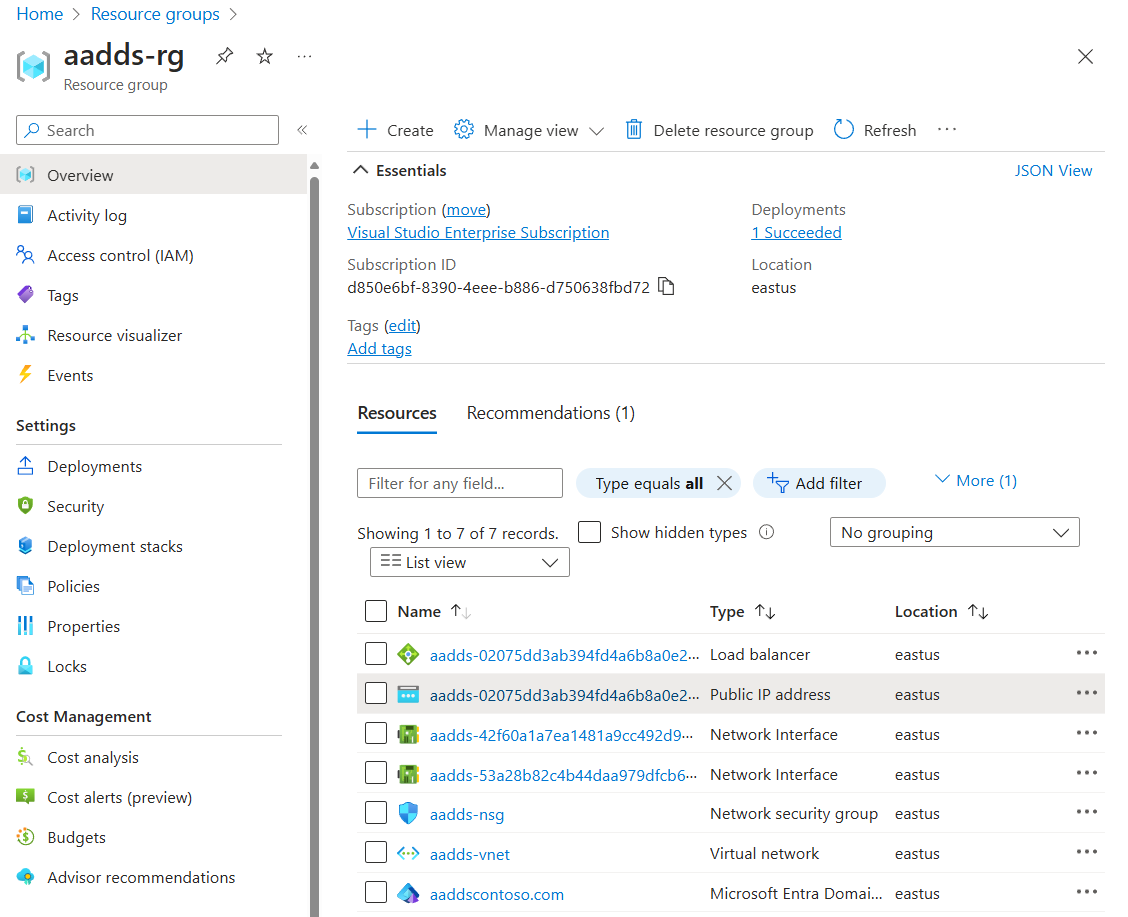 Home > Resource groups >
aadds-rg
Resource group
Search
Overview
Activity log
Access control (IAM)
Tags
Resource visualizer
Events
Settings
Deployments
Security
Deployment stacks
Policies
Properties
Locks
Cost Management
Cost analysis
Cost alerts (preview)
Budgets
Advisor recommendations
Create Manage view Delete resource group Refresh ...
Essentials JSON View
Subscription (move)
Visual Studio Enterprise Subscription
Subscription ID
d850e6bf-8390-4eee-b886-d750638fbd72
Tags (edit)
Add tags
Deployments
1 Succeeded
Location
eastus
Resources Recommendations (1)
Filter for any field... Type equals all Add filter More (1)
Showing 1 to 7 of 7 records. Show hidden types No grouping
List view
Name Type Location
aadds-02075dd3ab394fd4a6b8a0e2... Load balancer eastus
aadds-02075dd3ab394fd4a6b8a0e2... Public IP address eastus
aadds-42f60a1a7ea1481a9cc492d9... Network Interface eastus
aadds-53a28b82c4b44daa979dfcb6... Network Interface eastus
aadds-nsg Network security group eastus
aadds-vnet Virtual network eastus
aaddscontoso.com Microsoft Entra Domai... eastus